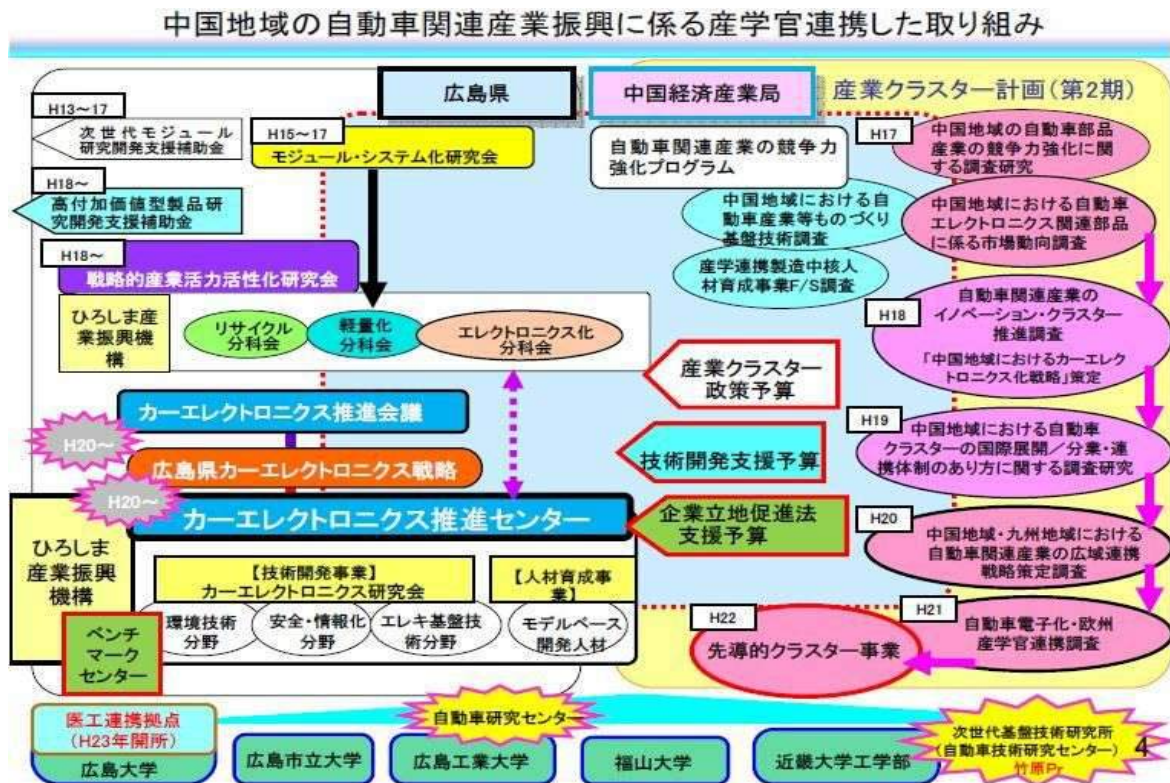 中国地域の自動車関連産業振興に係る産学官連携した取り組み
広島県
中国経済産業局
産業クラスター計画(第2期)
H13～17
次世代モジュール
研究開発支援補助金
H15～17
モジュール・システム化研究会
自動車関連産業の競争力
強化プログラム
H17
中国地域の自動車部品
産業の競争力強化に関
する調査研究
H18～
高付加価値型製品研
究開発支援補助金
中国地域における自
動車産業等ものづくり
基盤技術調査
中国地域における自動車
エレクトロニクス関連部品
に係る市場動向調査
H18～
戦略的産業活力活性化研究会
産学連携製造中核人
材育成事業F/S調査
ひろしま産
業振興機
構
リサイクル
分科会
軽量化
分科会
エレクトロニクス化
分科会
H18
自動車関連産業の
イノベーション・クラスター
推進調査
「中国地域におけるカーエレク
トロニクス化戦略」策定
産業クラスター
政策予算
カーエレクトロニクス推進会議
H20～
広島県カーエレクトロニクス戦略
技術開発支援予算
H19
中国地域における自動車
クラスターの国際展開／分業・連
携体制のあり方に関する調査研究
H20～
カーエレクトロニクス推進センター
企業立地促進法
支援予算
H20
中国地域・九州地域における
自動車関連産業の広域連携
戦略策定調査
ひろしま
産業振興
機構
【技術開発事業】
カーエレクトロニクス研究会
【人材育成事
業】
環境技術
分野
安全・情報化
分野
エレキ基盤技
術分野
モデルベース
開発人材
ベンチ
マーク
センター
H22
先導的クラスター事業
H21
自動車電子化・欧州
産学官連携調査
医工連携拠点
(H23年開所)
広島大学
自動車研究センター
広島市立大学
広島工業大学
福山大学
近畿大学工学部
次世代基盤技術研究所
(自動車技術研究センター)
竹原Pr
4